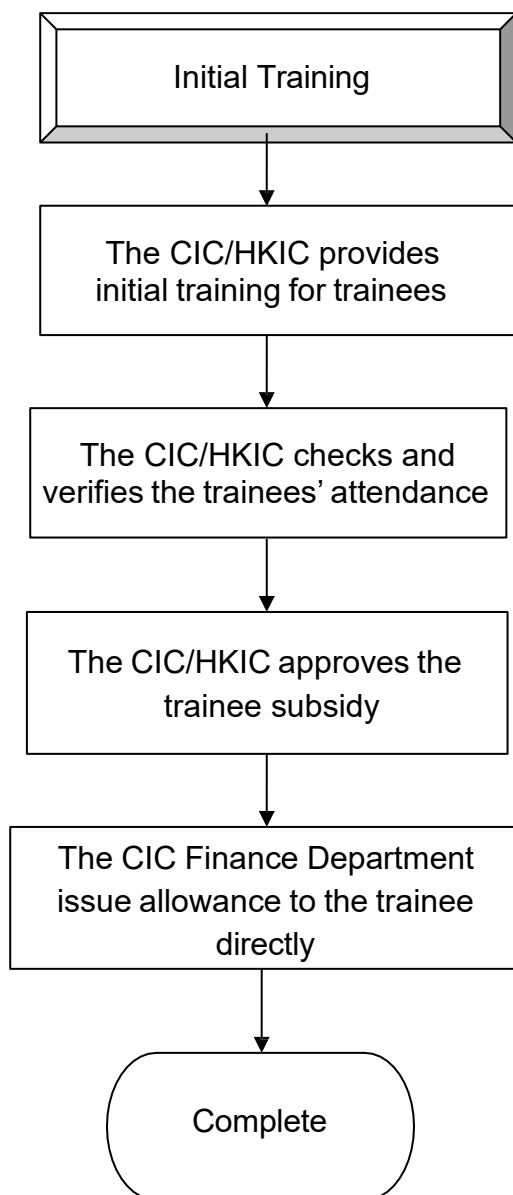 Initial Training
The CIC/HKIC provides
initial training for trainees
The CIC/HKIC checks and
verifies the trainees’ attendance
The CIC/HKIC approves the
trainee subsidy
The CIC Finance Department
issue allowance to the trainee
directly
Complete